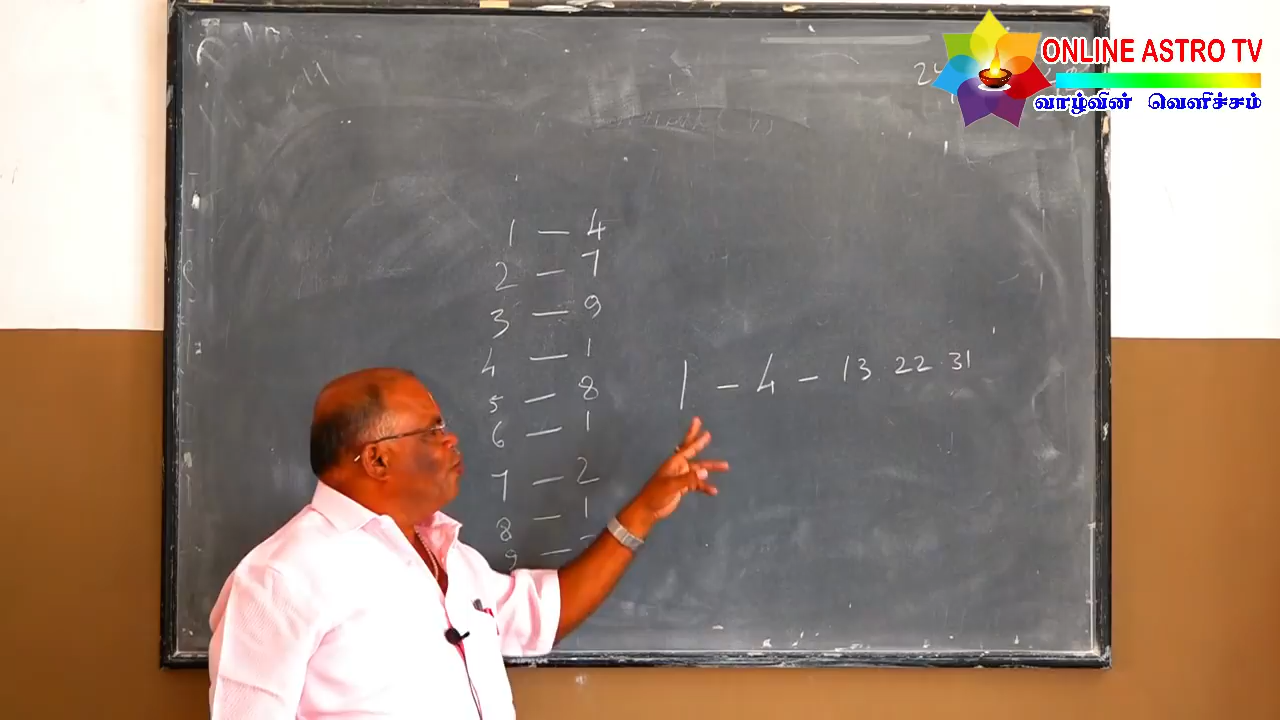 ONLINE ASTRO TV
வாழ்வின் வெளிச்சம்
1 – 4
2 – 7
3 – 9
4 – 1
5 – 8
6 – 1
7 – 2
8 – 1
9 –
1 – 4 – 13. 22. 31